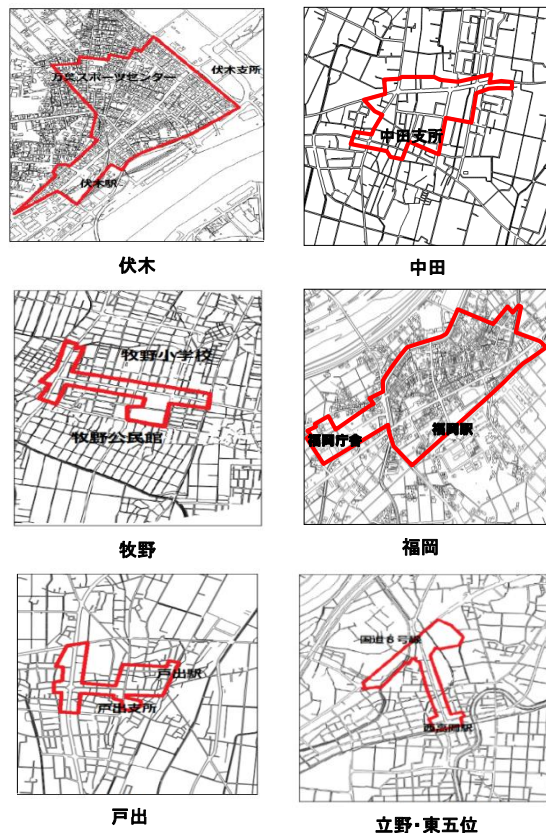 伏木支所
万葉スポーツセンター
伏木駅
伏木
中田支所
中田
牧野小学校
牧野公民館
牧野
福岡駅
福岡庁舎
福岡
戸出駅
戸出支所
戸出
国道8号線
西高岡駅
立野・東五位